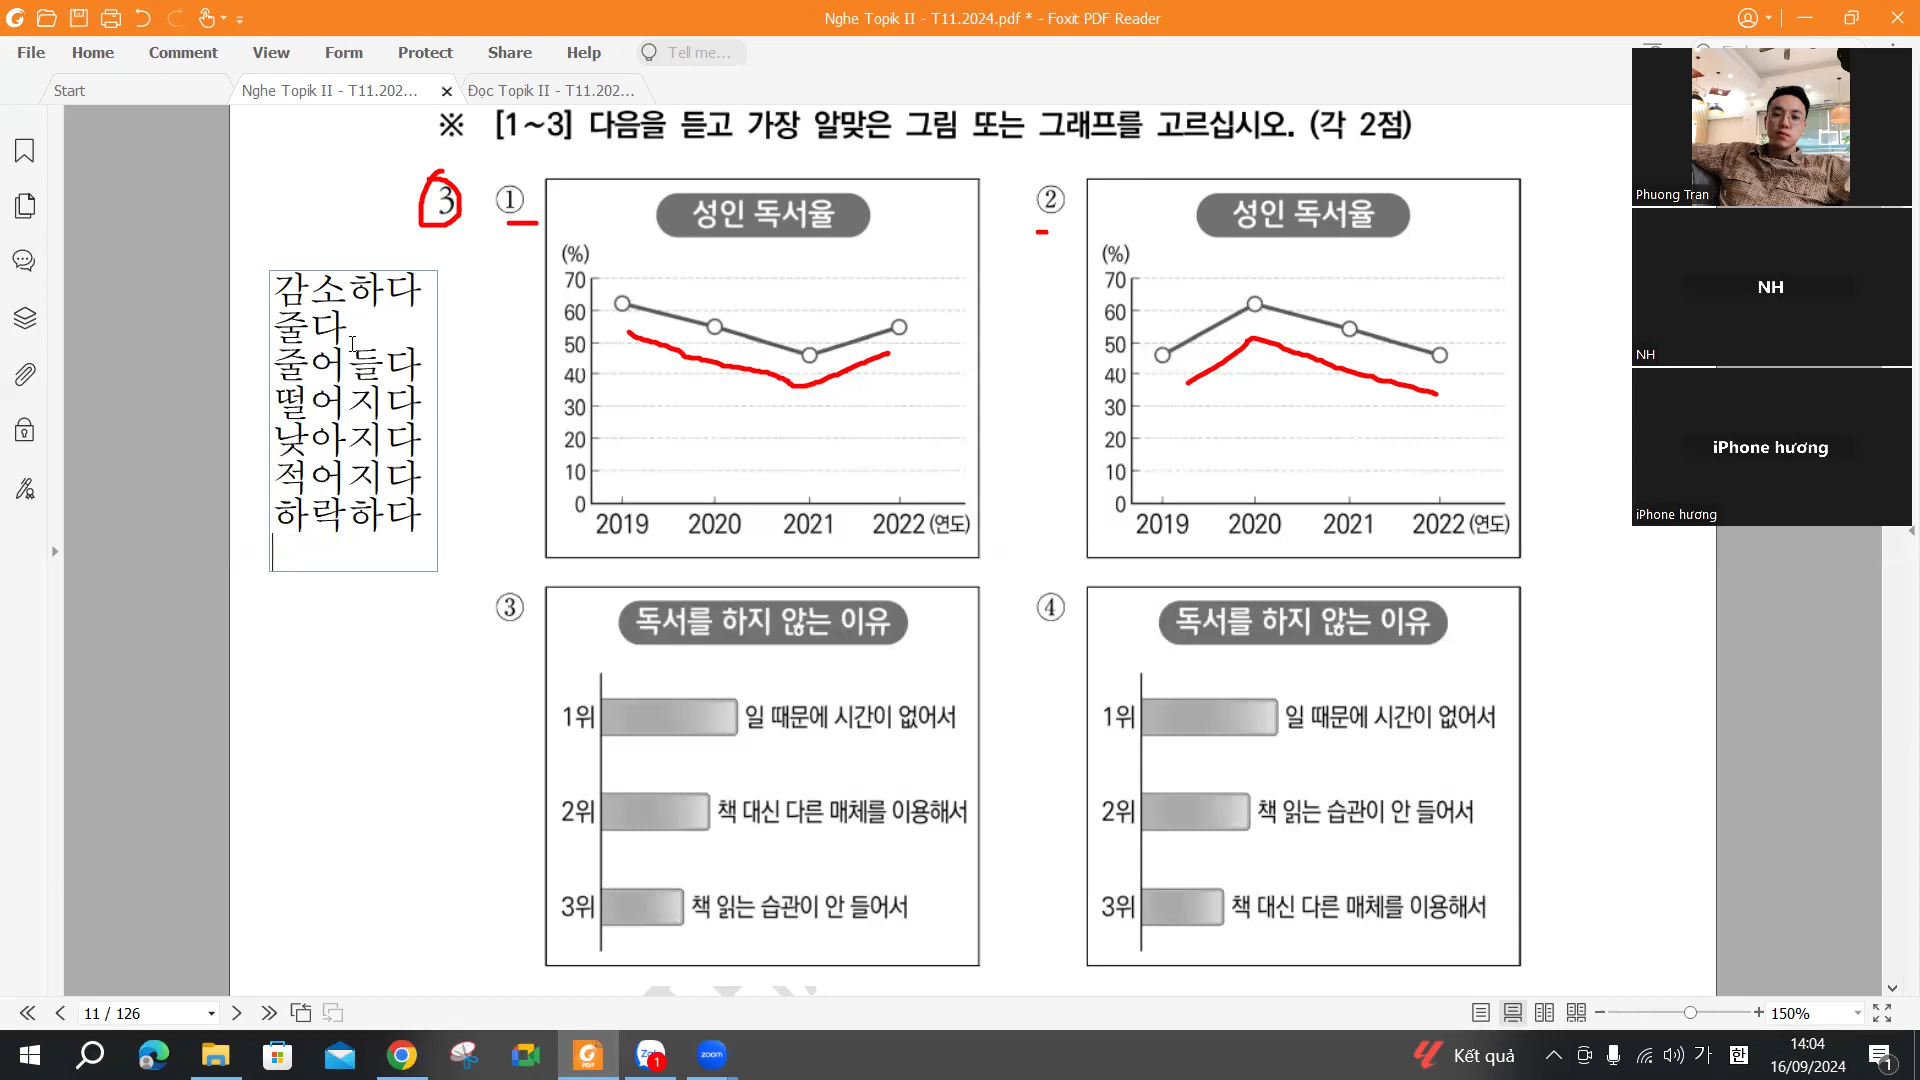 Nghe Topik II - T11.2024.pdf * - Foxit PDF Reader
File Home Comment View Form Protect Share Help Tell me…
Start
Nghe Topik II - T11.202...
Đọc Topik II - T11.202...
※ [1~3] 다음을 듣고 가장 알맞은 그림 또는 그래프를 고르십시오. (각 2점)
3
감소하다
줄다
줄어들다
떨어지다
낮아지다
적어지다
하락하다
①
성인 독서율
(%)
70
60
50
40
30
20
10
0
2019 2020 2021 2022 (연도)
②
성인 독서율
(%)
70
60
50
40
30
20
10
0
2019 2020 2021 2022 (연도)
③
독서를 하지 않는 이유
1위 일 때문에 시간이 없어서
2위 책 대신 다른 매체를 이용해서
3위 책 읽는 습관이 안 들어서
④
독서를 하지 않는 이유
1위 일 때문에 시간이 없어서
2위 책 읽는 습관이 안 들어서
3위 책 대신 다른 매체를 이용해서
Phuong Tran
NH
NH
iPhone hương
iPhone hương
11 / 126
150%
zoom
Kết quả
가
한
14:04
16/09/2024